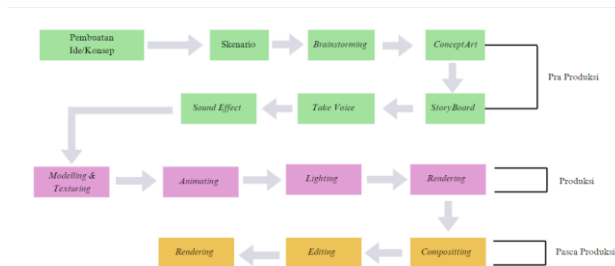 Pembuatan
Ide/Konsep
Skenario
Brainstorming
ConceptArt
Pra Produksi
Sound Effect
Take Voice
StoryBoard
Modelling &
Texturing
Animating
Lighting
Rendering
Produksi
Rendering
Editing
Compositting
Pasca Produksi